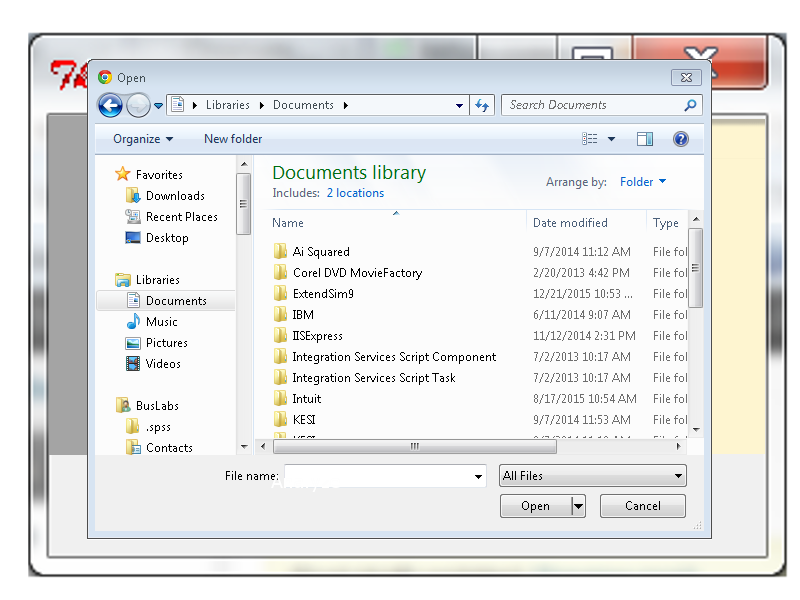 Open
Libraries Documents
Search Documents
Organize New folder
Favorites
Downloads
Recent Places
Desktop
Libraries
Documents
Music
Pictures
Videos
BusLabs
.spss
Contacts
Documents library
Includes: 2 locations
Arrange by: Folder
Name Date modified Type
Ai Squared 9/7/2014 11:12 AM File fol
Corel DVD MovieFactory 2/20/2013 4:42 PM File fol
ExtendSim9 12/21/2015 10:53 ... File fol
IBM 6/11/2014 9:07 AM File fol
IISExpress 11/12/2014 2:31 PM File fol
Integration Services Script Component 7/2/2013 10:17 AM File fol
Integration Services Script Task 7/2/2013 10:17 AM File fol
Intuit 8/17/2015 10:54 AM File fol
KESI 9/7/2014 11:53 AM File fol
File name: All Files
Open Cancel